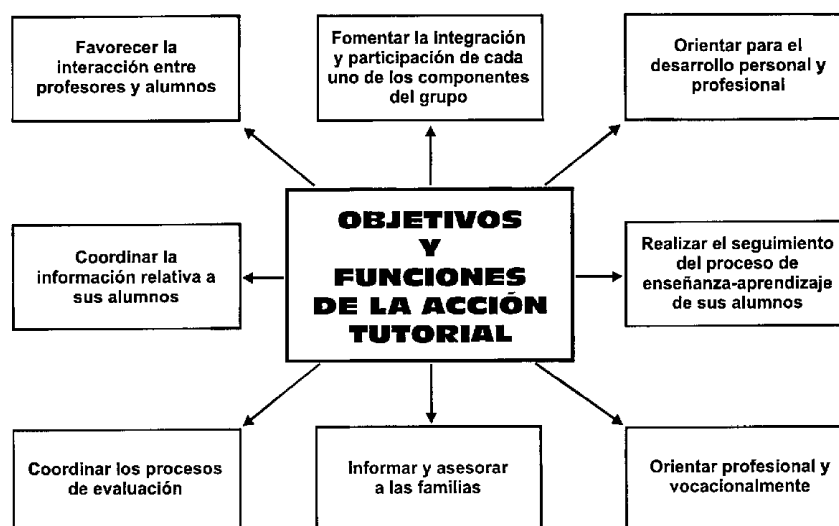 Favorecer la
interacción entre
profesores y alumnos
Fomentar la integración
y participación de cada
uno de los componentes
del grupo
Orientar para el
desarrollo personal y
profesional
Coordinar la
información relativa a
sus alumnos
OBJETIVOS
Y
FUNCIONES
DE LA ACCIÓN
TUTORIAL
Realizar el seguimiento
del proceso de
enseñanza-aprendizaje
de sus alumnos
Coordinar los procesos
de evaluación
Informar y asesorar
a las familias
Orientar profesional y
vocacionalmente